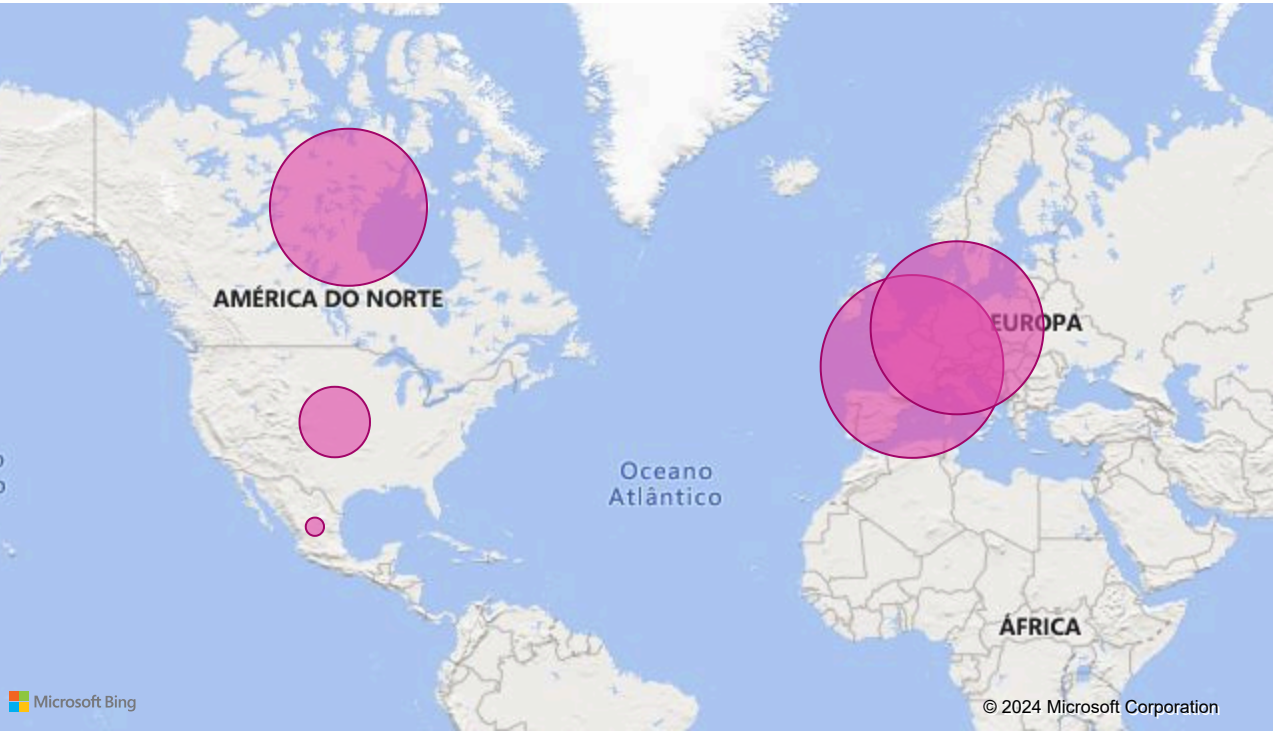 AMÉRICA DO NORTE
EUROPA
Oceano
Atlântico
ÁFRICA
Microsoft Bing
© 2024 Microsoft Corporation